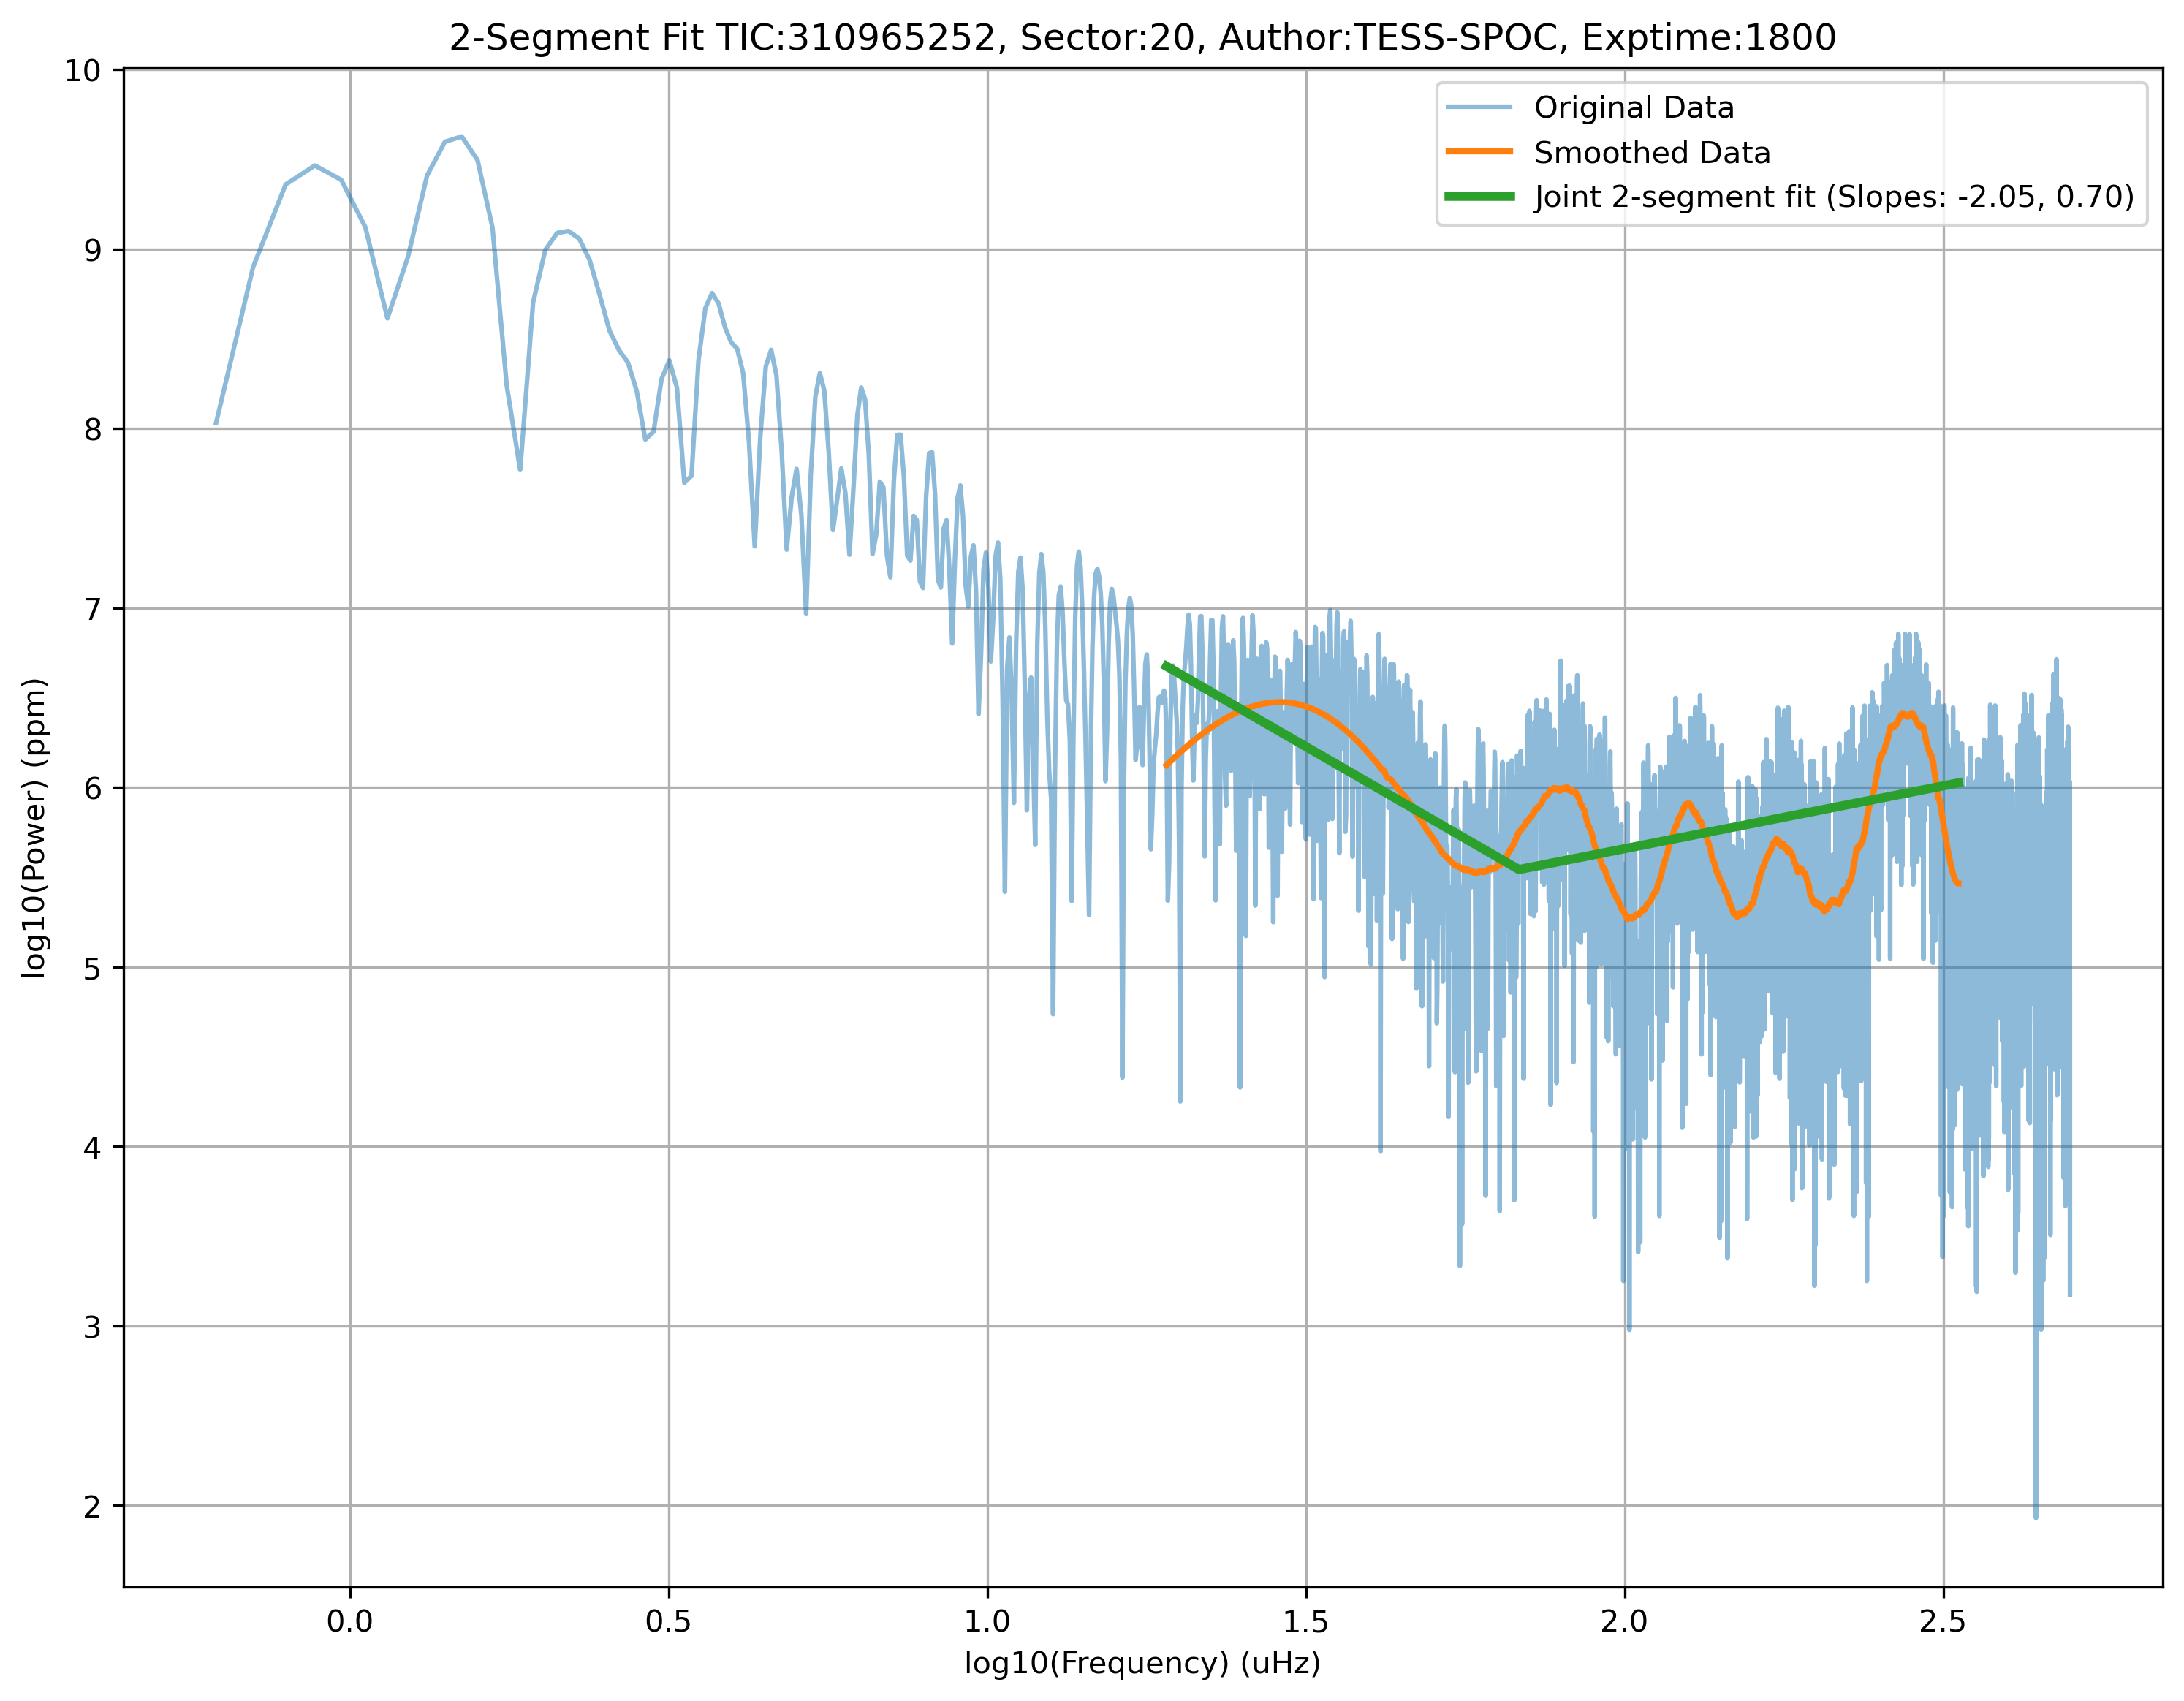 2-Segment Fit TIC:310965252, Sector:20, Author:TESS-SPOC, Exptime:1800
Original Data
Smoothed Data
Joint 2-segment fit (Slopes: -2.05, 0.70)
log10(Power) (ppm)
10
9
8
7
6
5
4
3
2
0.0
0.5
1.0
1.5
2.0
2.5
log10(Frequency) (uHz)